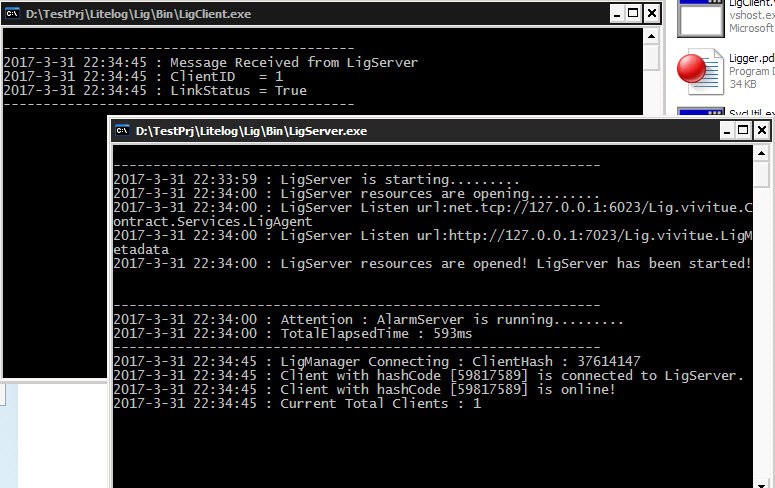 D:\TestPrj\Litelog\Lig\Bin\LigClient.exe
----------------------------------------------
2017-3-31 22:34:45 : Message Received from LigServer
2017-3-31 22:34:45 : ClientID   = 1
2017-3-31 22:34:45 : LinkStatus = True
----------------------------------------------
D:\TestPrj\Litelog\Lig\Bin\LigServer.exe
----------------------------------------------------------------
2017-3-31 22:33:59 : LigServer is starting.........
2017-3-31 22:34:00 : LigServer resources are opening.........
2017-3-31 22:34:00 : LigServer Listen url:net.tcp://127.0.0.1:6023/Lig.vivitue.C
ontract.Services.LigAgent
2017-3-31 22:34:00 : LigServer Listen url:http://127.0.0.1:7023/Lig.vivitue.LigM
etadata
2017-3-31 22:34:00 : LigServer resources are opened! LigServer has been started!
----------------------------------------------------------------
2017-3-31 22:34:00 : Attention : AlarmServer is running.........
2017-3-31 22:34:00 : TotalElapsedTime : 593ms
----------------------------------------------------------------
2017-3-31 22:34:45 : LigManager Connecting : ClientHash : 37614147
2017-3-31 22:34:45 : Client with hashCode [59817589] is connected to LigServer.
2017-3-31 22:34:45 : Client with hashCode [59817589] is online!
2017-3-31 22:34:45 : Current Total Clients : 1
LigClient.
vshost.ex
Microsoft
Ligger.pd
Program D
34 KB